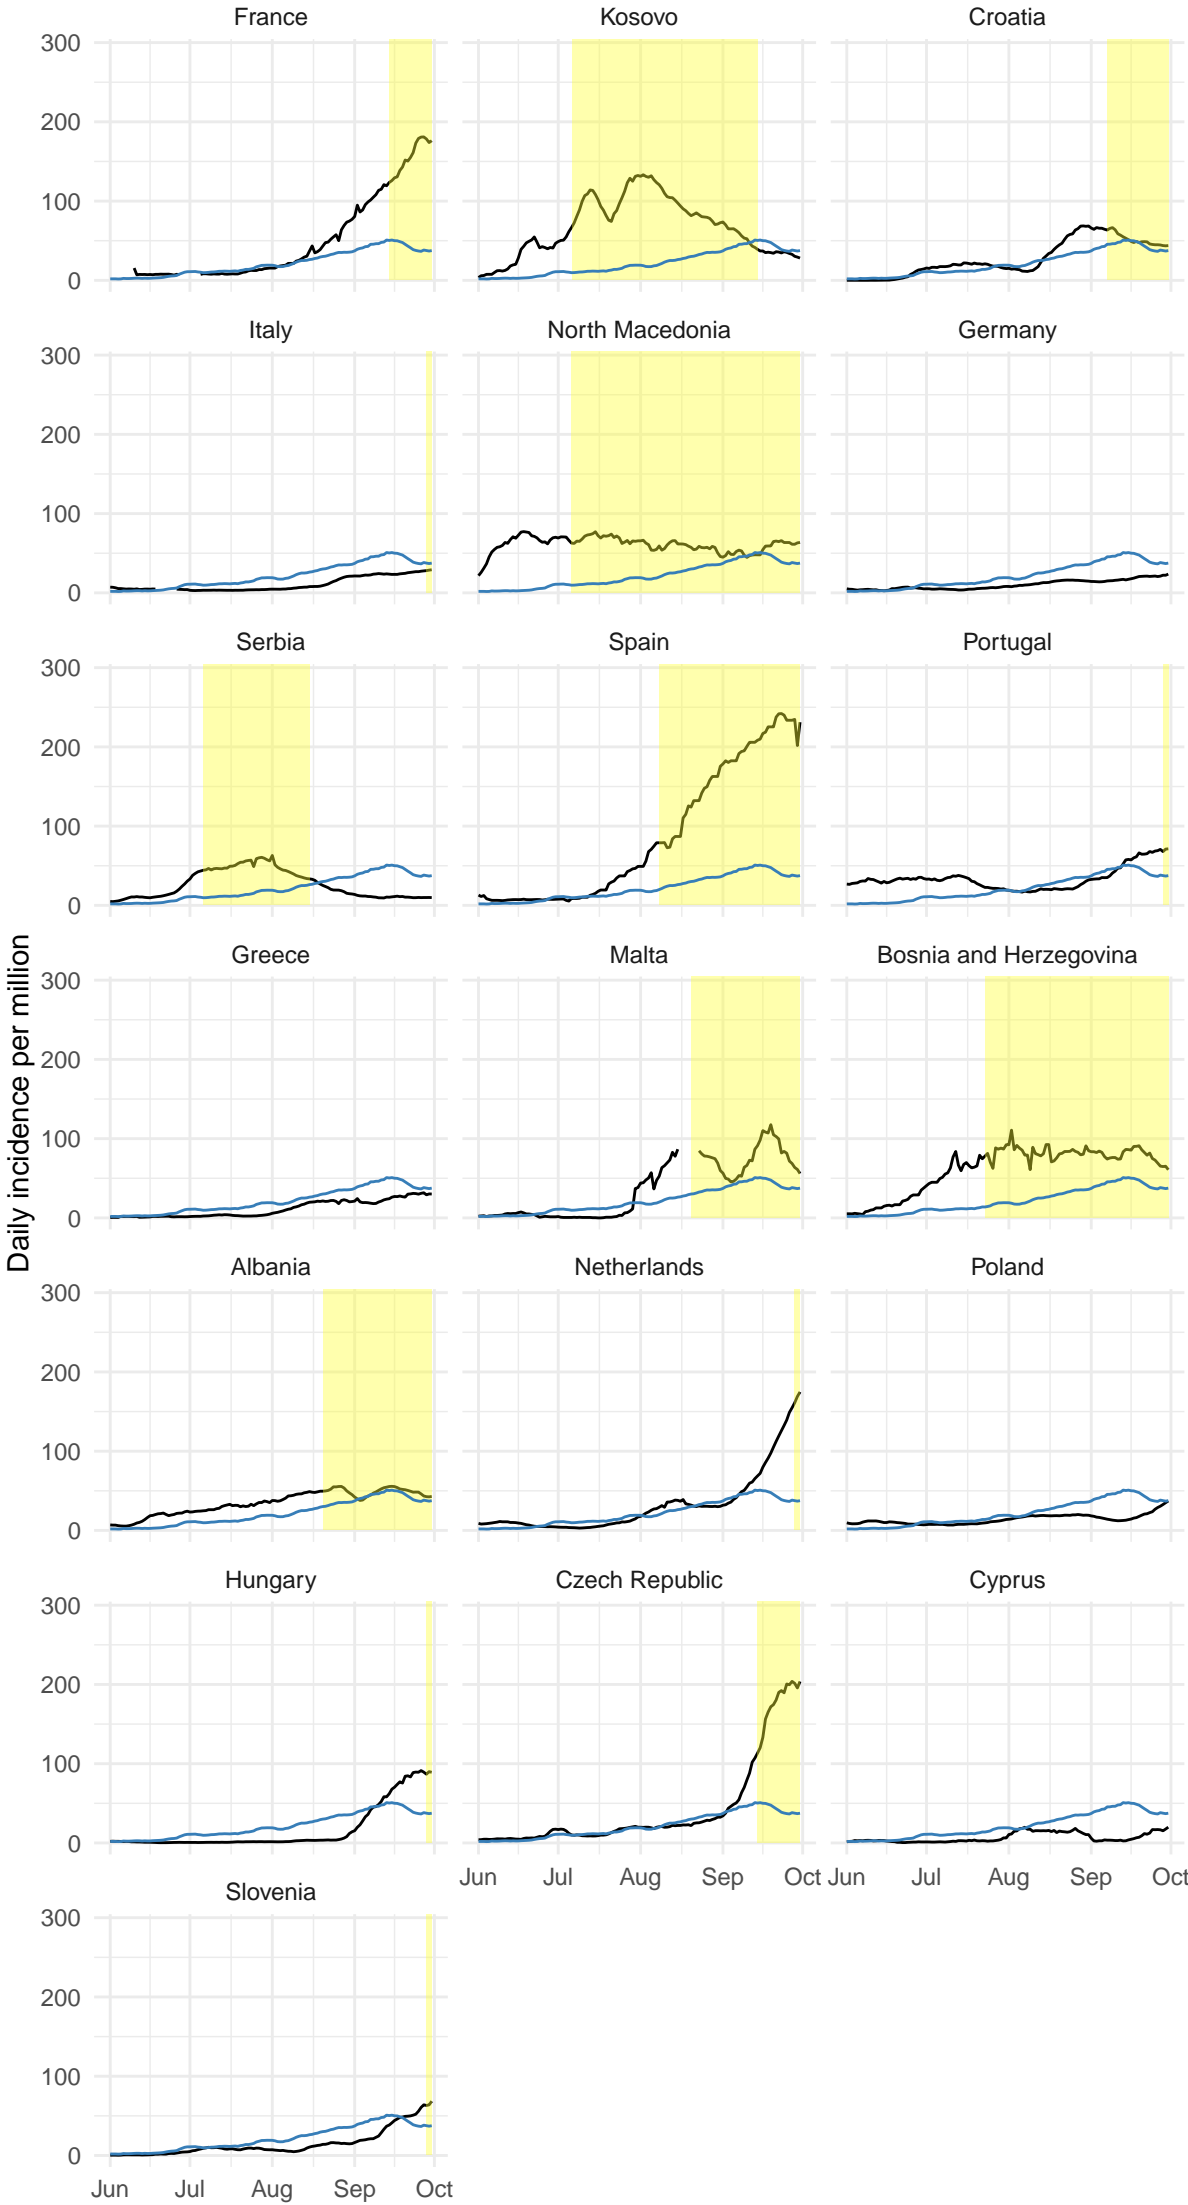 France
Kosovo
Croatia
300
200
100
0
Italy
North Macedonia
Germany
300
200
100
0
Serbia
Spain
Portugal
300
200
100
0
Daily incidence per million
Greece
Malta
Bosnia and Herzegovina
300
200
100
0
Albania
Netherlands
Poland
300
200
100
0
Hungary
Czech Republic
Cyprus
300
200
100
0
Jun Jul Aug Sep Oct
Jun Jul Aug Sep Oct
Slovenia
300
200
100
0
Jun Jul Aug Sep Oct